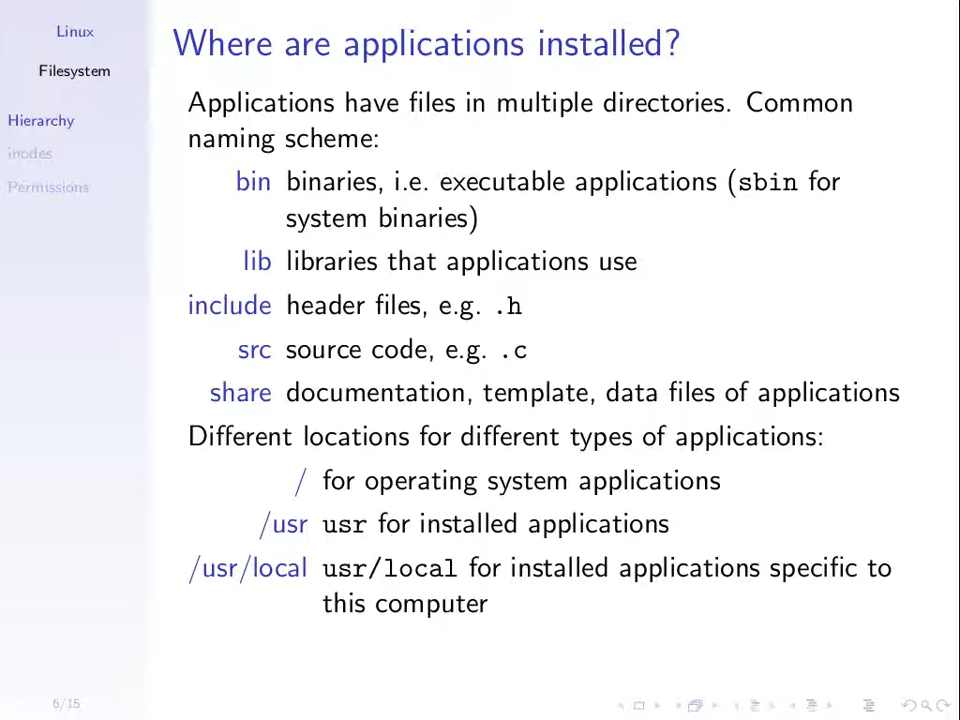 Linux
Filesystem
Hierarchy
inodes
Permissions
Where are applications installed?
Applications have files in multiple directories. Common
naming scheme:
bin binaries, i.e. executable applications (sbin for
system binaries)
lib libraries that applications use
include header files, e.g. .h
src source code, e.g. .c
share documentation, template, data files of applications
Different locations for different types of applications:
/ for operating system applications
/usr usr for installed applications
/usr/local usr/local for installed applications specific to
this computer
6/15